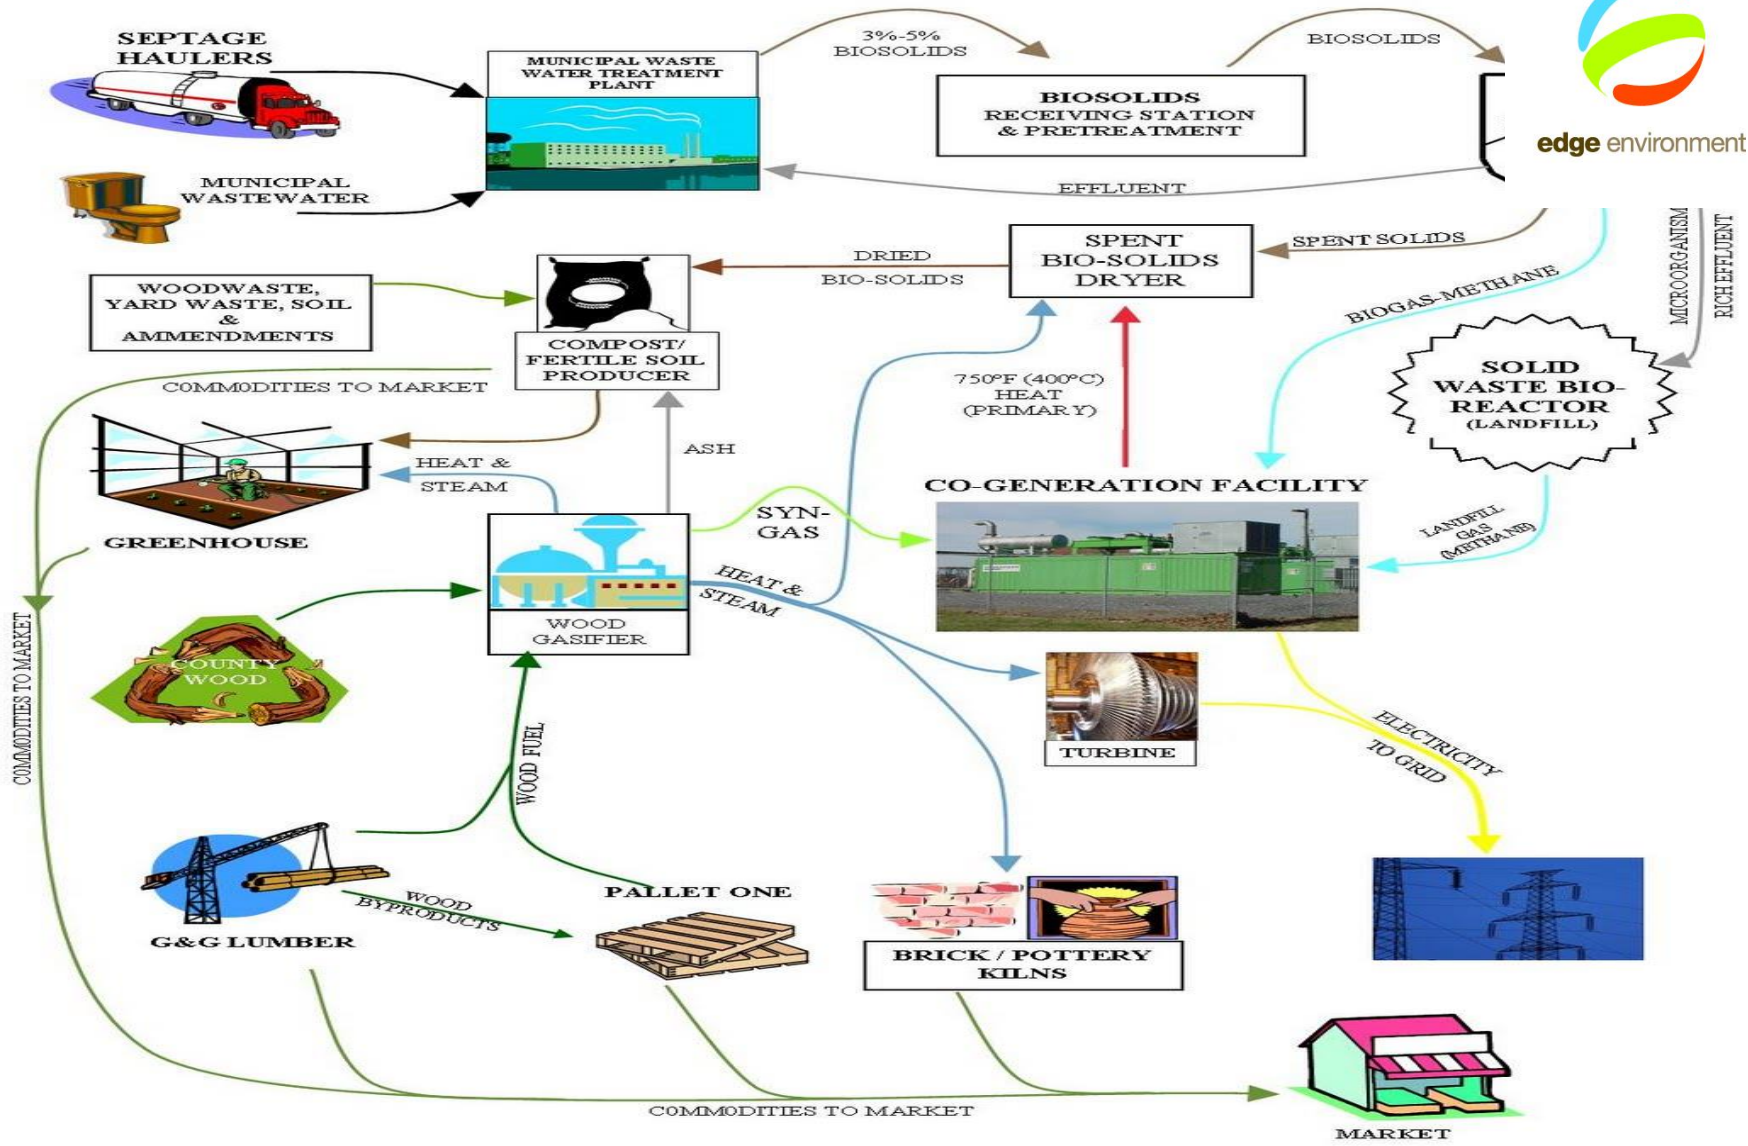 SEPTAGE
HAULERS
MUNICIPAL WASTE
WATER TREATMENT
PLANT
3%-5%
BIOSOLIDS
BIOSOLIDS
RECEIVING STATION
& PRETREATMENT
BIOSOLIDS
edge environment
MUNICIPAL
WASTEWATER
EFFLUENT
WOODWASTE,
YARD WASTE, SOIL
&
AMMENDMENTS
DRIED
BIO-SOLIDS
SPENT
BIO-SOLIDS
DRYER
SPENT SOLIDS
BIOGAS-METHANE
MICROORGANISM
RICH EFFLUENT
COMPOST/
FERTILE SOIL
PRODUCER
C0MM0DITIES TO MARKET
750°F (400°C)
HEAT
(PRIMARY)
SOLID
WASTE BIO-
REACTOR
(LANDFILL)
ASH
HEAT &
STEAM
GREENHOUSE
SYN-
GAS
CO-GENERATION FACILITY
LANDFILL
GAS
(METHANE)
HEAT &
STEAM
WOOD
GASIFIER
COUNTY
WOOD
C0MM0DITIES TO MARKET
WOOD FUEL
TURBINE
ELECTRICITY
TO GRID
G&G LUMBER
WOOD
BYPRODUCTS
PALLET ONE
BRICK / POTTERY
KILNS
C0MM0DITIES TO MARKET
MARKET